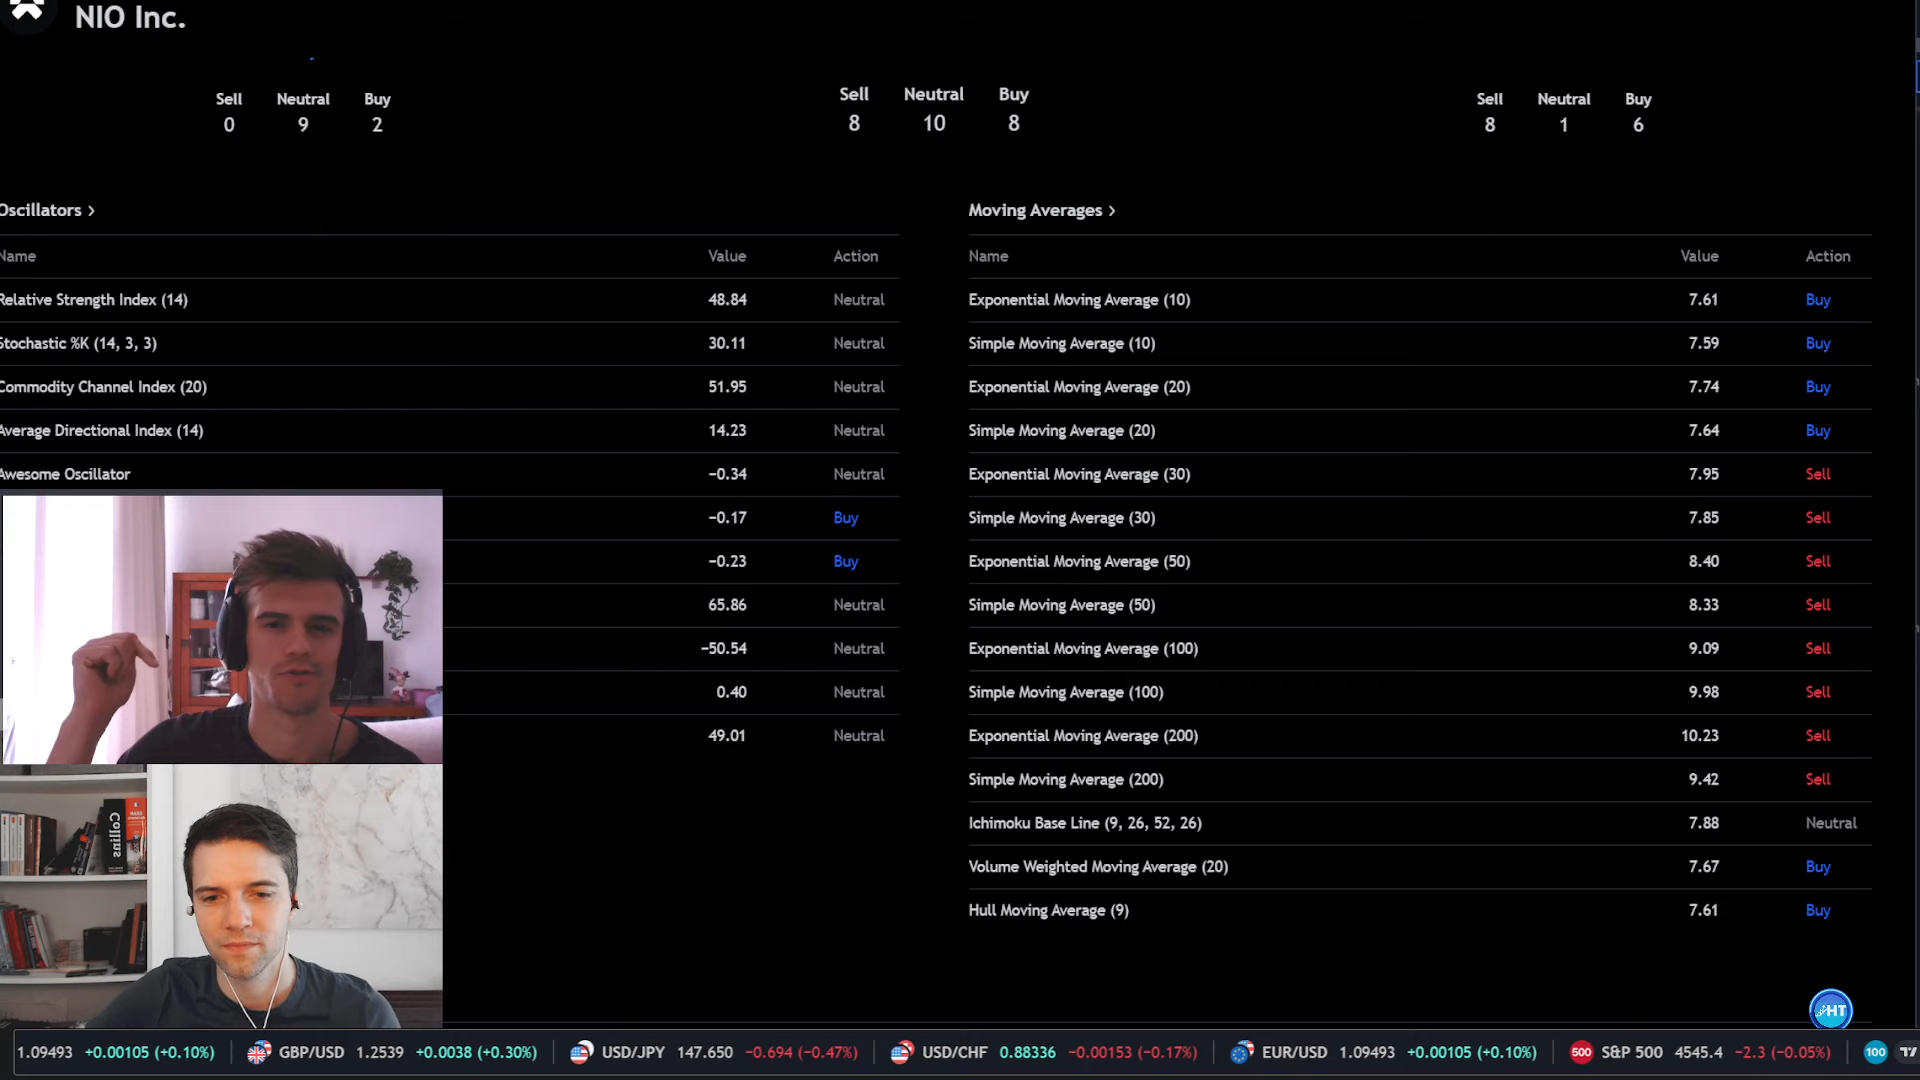 NIO Inc.
Sell Neutral Buy
0 9 2
Sell Neutral Buy
8 10 8
Sell Neutral Buy
8 1 6
Oscillators
Name Value Action
Relative Strength Index (14) 48.84 Neutral
Stochastic %K (14, 3, 3) 30.11 Neutral
Commodity Channel Index (20) 51.95 Neutral
Average Directional Index (14) 14.23 Neutral
Awesome Oscillator −0.34 Neutral
−0.17 Buy
−0.23 Buy
65.86 Neutral
−50.54 Neutral
0.40 Neutral
49.01 Neutral
Moving Averages
Name Value Action
Exponential Moving Average (10) 7.61 Buy
Simple Moving Average (10) 7.59 Buy
Exponential Moving Average (20) 7.74 Buy
Simple Moving Average (20) 7.64 Buy
Exponential Moving Average (30) 7.95 Sell
Simple Moving Average (30) 7.85 Sell
Exponential Moving Average (50) 8.40 Sell
Simple Moving Average (50) 8.33 Sell
Exponential Moving Average (100) 9.09 Sell
Simple Moving Average (100) 9.98 Sell
Exponential Moving Average (200) 10.23 Sell
Simple Moving Average (200) 9.42 Sell
Ichimoku Base Line (9, 26, 52, 26) 7.88 Neutral
Volume Weighted Moving Average (20) 7.67 Buy
Hull Moving Average (9) 7.61 Buy
Collins
HT
1.09493 +0.00105 (+0.10%) GBP/USD 1.2539 +0.0038 (+0.30%) USD/JPY 147.650 −0.694 (−0.47%) USD/CHF 0.88336 −0.00153 (−0.17%) EUR/USD 1.09493 +0.00105 (+0.10%) 500 S&P 500 4545.4 −2.3 (−0.05%) 100